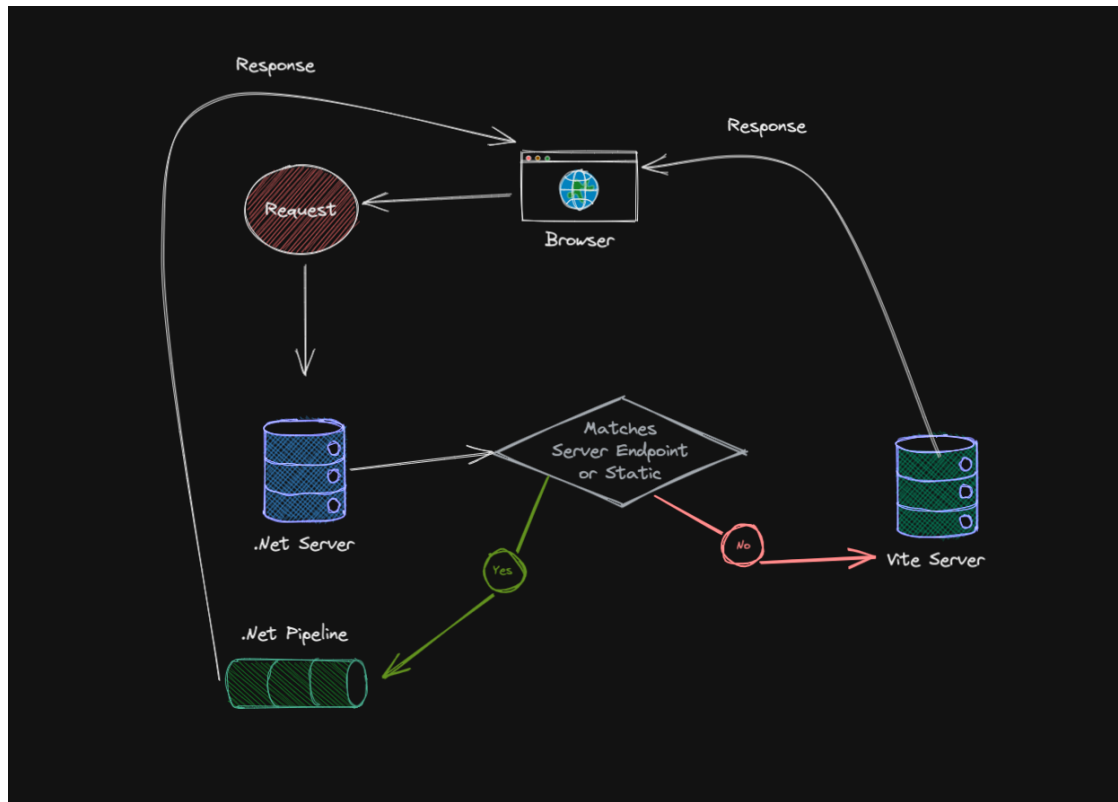 Response
Response
Request
Browser
Matches
Server Endpoint
or Static
.Net Server
No
Vite Server
Yes
.Net Pipeline